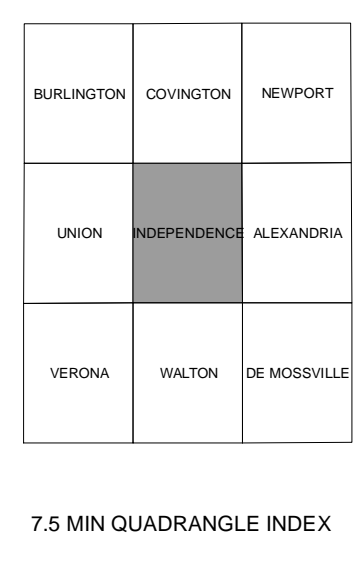 BURLINGTON COVINGTON NEWPORT
UNION INDEPENDENCE ALEXANDRIA
VERONA WALTON DE MOSSVILLE
7.5 MIN QUADRANGLE INDEX